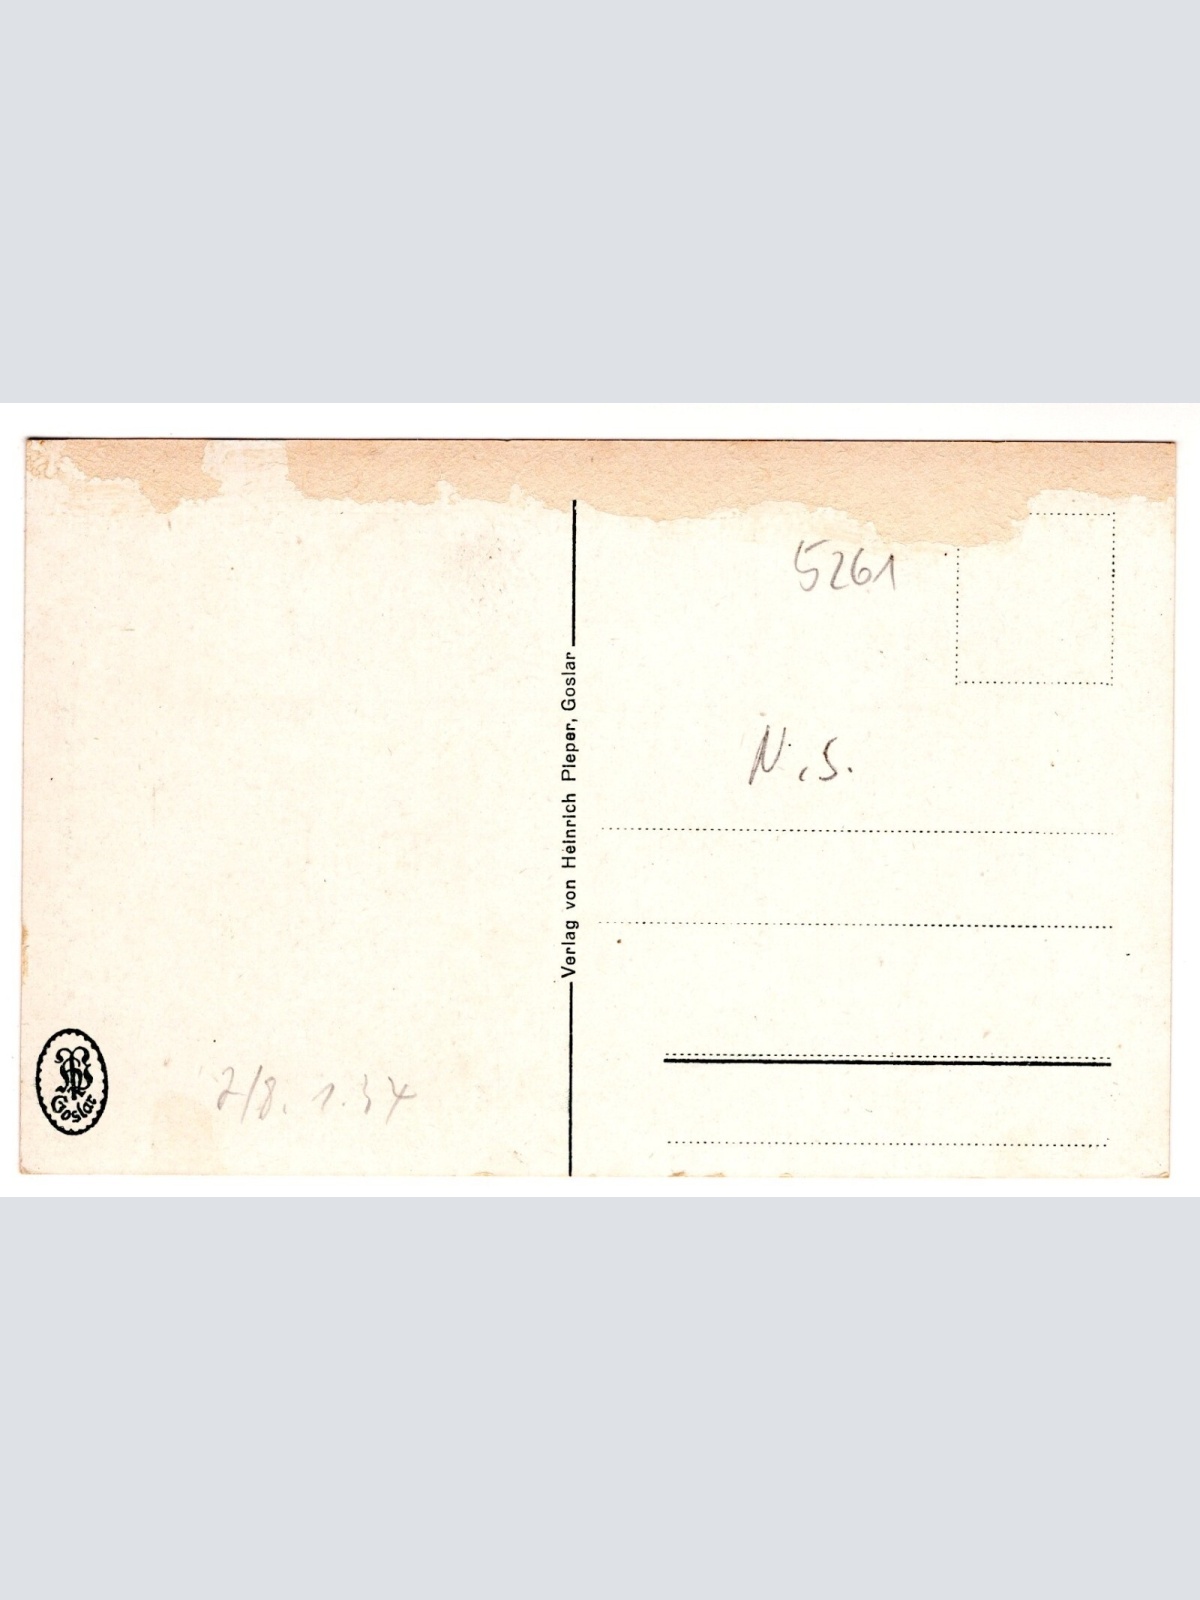 5261
N.S.
Verlag von Heinrich Pieper, Goslar
Goslar
7/8. 1. 34